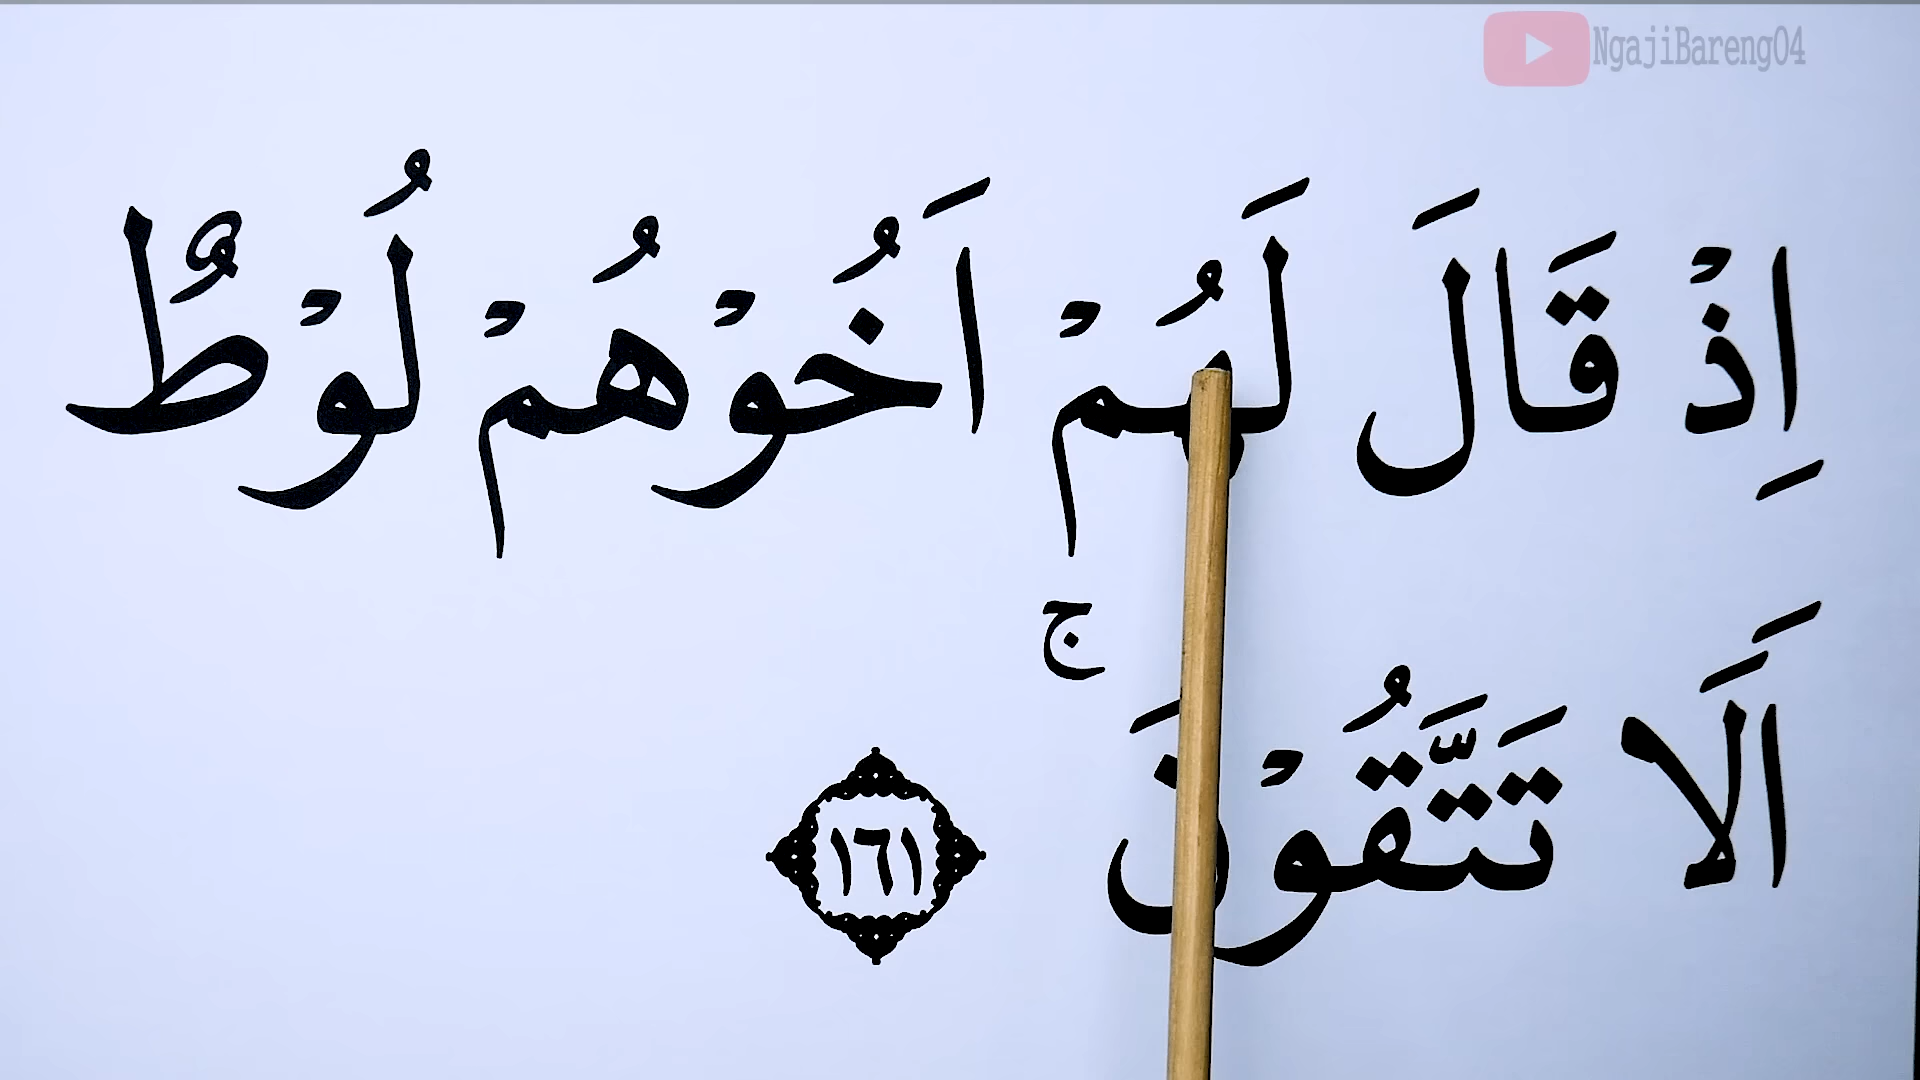 NgajiBareng04
اِذْ قَالَ لَهُمْ اَخُوْهُمْ لُوْطٌ
اَلَا تَتَّقُوْنَ ۚ ١٦١